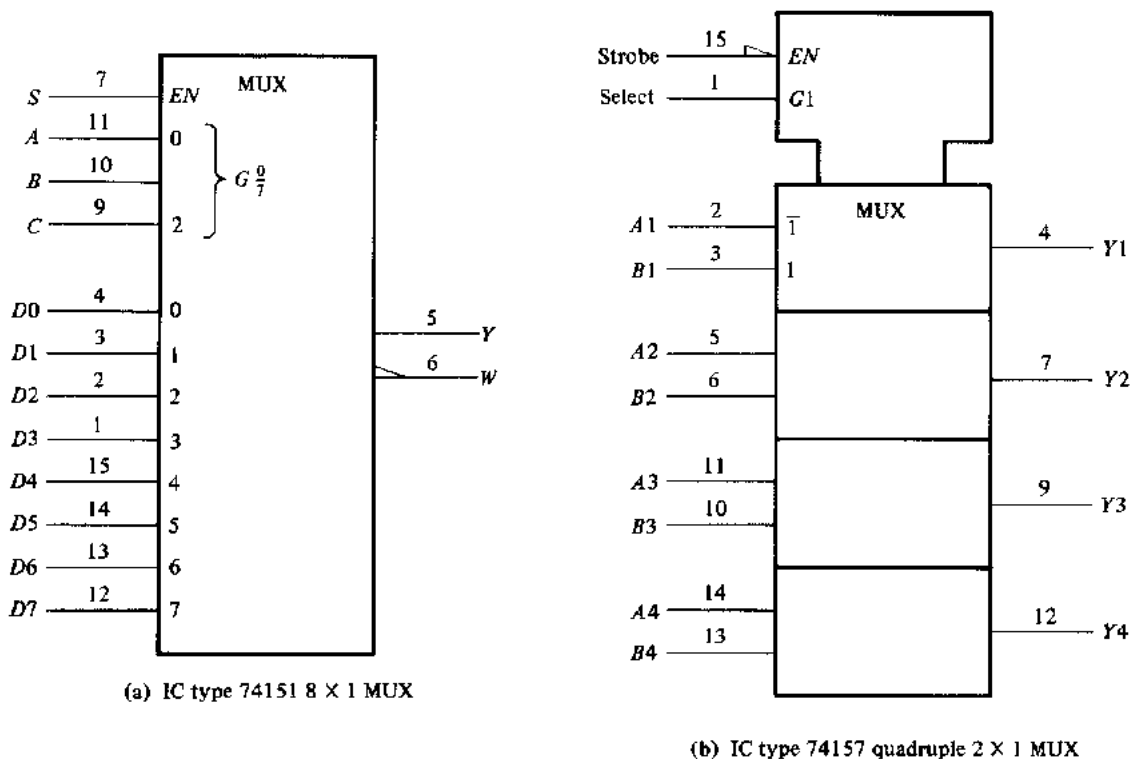 MUX
7
S EN
11
A 0
10
B G 0/7
9
C 2
4
D0 0
3
D1 1
2
D2 2
1
D3 3
15
D4 4
14
D5 5
13
D6 6
12
D7 7
5
Y
6
W
(a) IC type 74151 8 × 1 MUX
15
Strobe EN
1
Select G1
MUX
2
A1 1̅
3
B1 1
4
Y1
5
A2
6
B2
7
Y2
11
A3
10
B3
9
Y3
14
A4
13
B4
12
Y4
(b) IC type 74157 quadruple 2 × 1 MUX